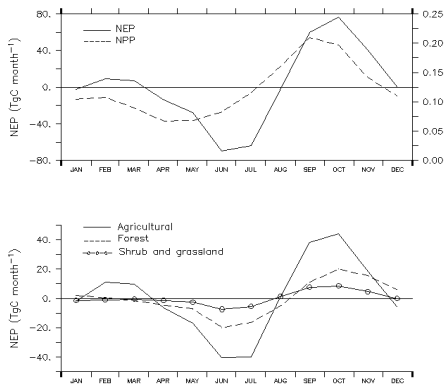 80.
40.
0.
−40.
−80.
NEP (TgC month⁻¹)
NEP
NPP
0.25
0.20
0.15
0.10
0.05
0.00
JAN FEB MAR APR MAY JUN JUL AUG SEP OCT NOV DEC
40.
20.
0.
−20.
−40.
NEP (TgC month⁻¹)
Agricultural
Forest
Shrub and grassland
JAN FEB MAR APR MAY JUN JUL AUG SEP OCT NOV DEC